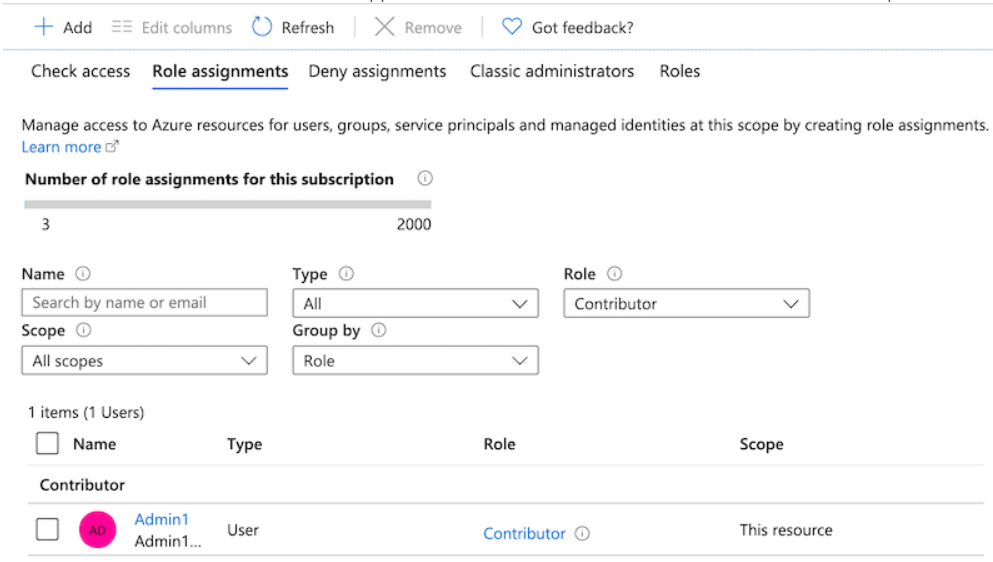 Add Edit columns Refresh Remove Got feedback?
Check access Role assignments Deny assignments Classic administrators Roles
Manage access to Azure resources for users, groups, service principals and managed identities at this scope by creating role assignments.
Learn more
Number of role assignments for this subscription
3 2000
Name Type Role
Search by name or email All Contributor
Scope Group by
All scopes Role
1 items (1 Users)
Name Type Role Scope
Contributor
AD Admin1 User Contributor This resource
Admin1...